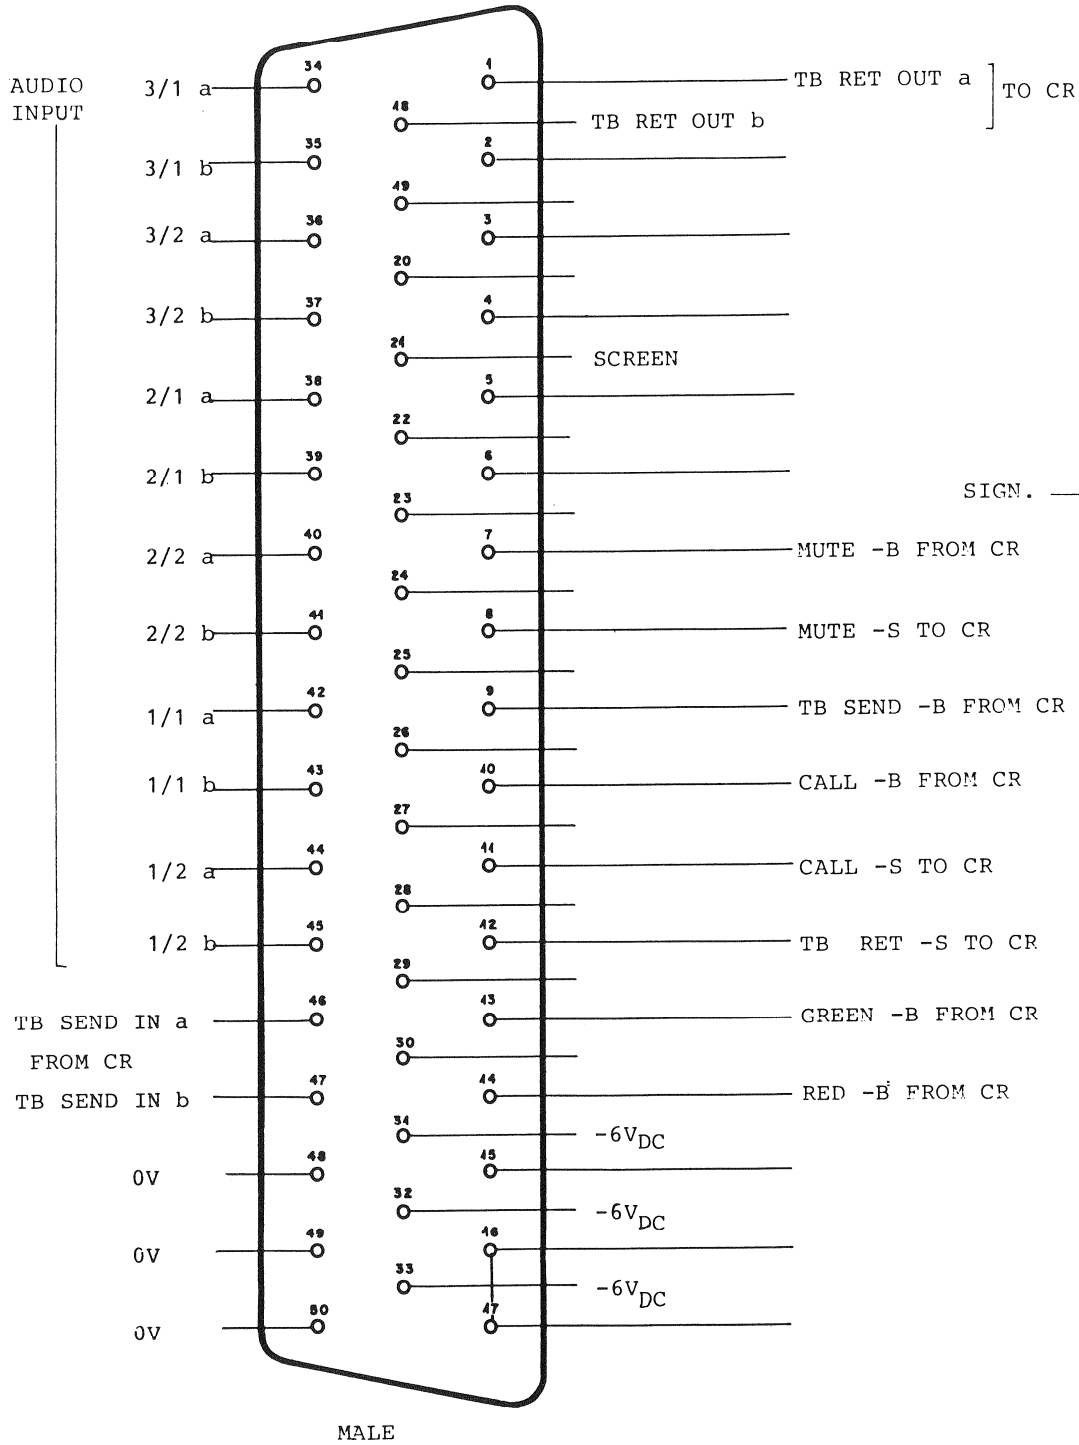 34 1 TB RET OUT a TO CR
AUDIO
INPUT
3/1 a
18 TB RET OUT b
3/1 b 35 2
19
3/2 a 36 3
20
3/2 b 37 4
21 SCREEN
2/1 a 38 5
22
2/1 b 39 6
SIGN.
23
2/2 a 40 7 MUTE -B FROM CR
24
2/2 b 41 8 MUTE -S TO CR
25
1/1 a 42 9 TB SEND -B FROM CR
26
1/1 b 43 10 CALL -B FROM CR
27
1/2 a 44 11 CALL -S TO CR
28
1/2 b 45 12 TB RET -S TO CR
29
TB SEND IN a 46 13 GREEN -B FROM CR
FROM CR
30
TB SEND IN b 47 14 RED -B FROM CR
31 -6VDC
0V 48 15
32 -6VDC
0V 49 16
33 -6VDC
0V 50 17
MALE